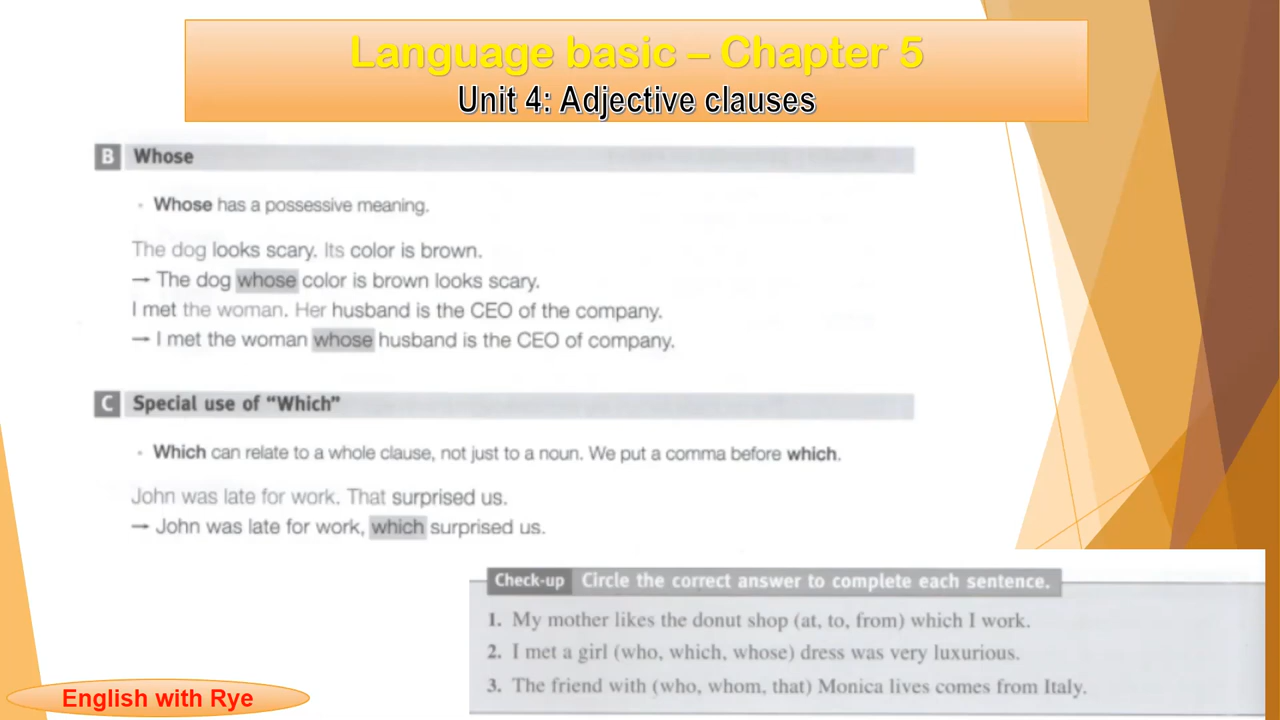 Language basic – Chapter 5
Unit 4: Adjective clauses
B Whose
• Whose has a possessive meaning.
The dog looks scary. Its color is brown.
→ The dog whose color is brown looks scary.
I met the woman. Her husband is the CEO of the company.
→ I met the woman whose husband is the CEO of company.
C Special use of “Which”
• Which can relate to a whole clause, not just to a noun. We put a comma before which.
John was late for work. That surprised us.
→ John was late for work, which surprised us.
Check-up Circle the correct answer to complete each sentence.
1. My mother likes the donut shop (at, to, from) which I work.
2. I met a girl (who, which, whose) dress was very luxurious.
3. The friend with (who, whom, that) Monica lives comes from Italy.
English with Rye